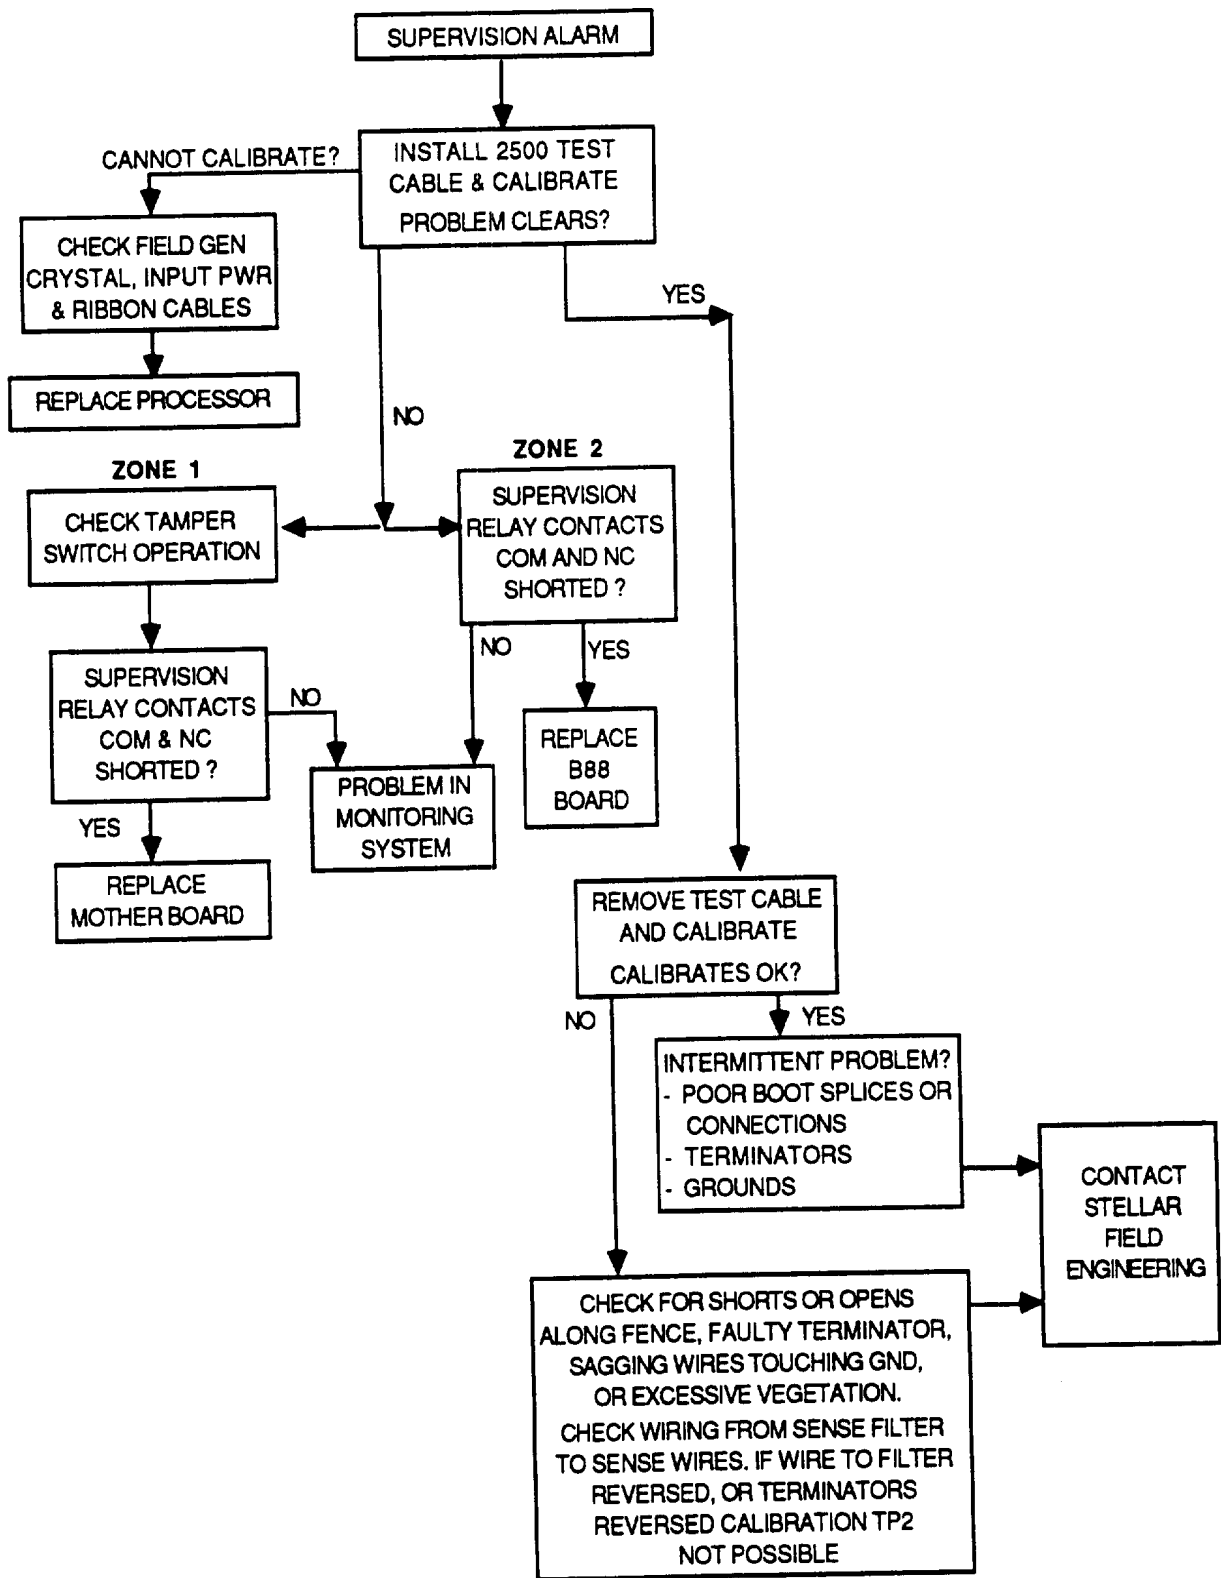 SUPERVISION ALARM
CANNOT CALIBRATE?
INSTALL 2500 TEST
CABLE & CALIBRATE
PROBLEM CLEARS?
CHECK FIELD GEN
CRYSTAL, INPUT PWR
& RIBBON CABLES
YES
REPLACE PROCESSOR
NO
ZONE 1
ZONE 2
CHECK TAMPER
SWITCH OPERATION
SUPERVISION
RELAY CONTACTS
COM AND NC
SHORTED ?
SUPERVISION
RELAY CONTACTS
COM & NC
SHORTED ?
NO
NO
YES
PROBLEM IN
MONITORING
SYSTEM
REPLACE
B88
BOARD
YES
REPLACE
MOTHER BOARD
REMOVE TEST CABLE
AND CALIBRATE
CALIBRATES OK?
NO
YES
INTERMITTENT PROBLEM?
- POOR BOOT SPLICES OR
CONNECTIONS
- TERMINATORS
- GROUNDS
CONTACT
STELLAR
FIELD
ENGINEERING
CHECK FOR SHORTS OR OPENS
ALONG FENCE, FAULTY TERMINATOR,
SAGGING WIRES TOUCHING GND,
OR EXCESSIVE VEGETATION.
CHECK WIRING FROM SENSE FILTER
TO SENSE WIRES. IF WIRE TO FILTER
REVERSED, OR TERMINATORS
REVERSED CALIBRATION TP2
NOT POSSIBLE